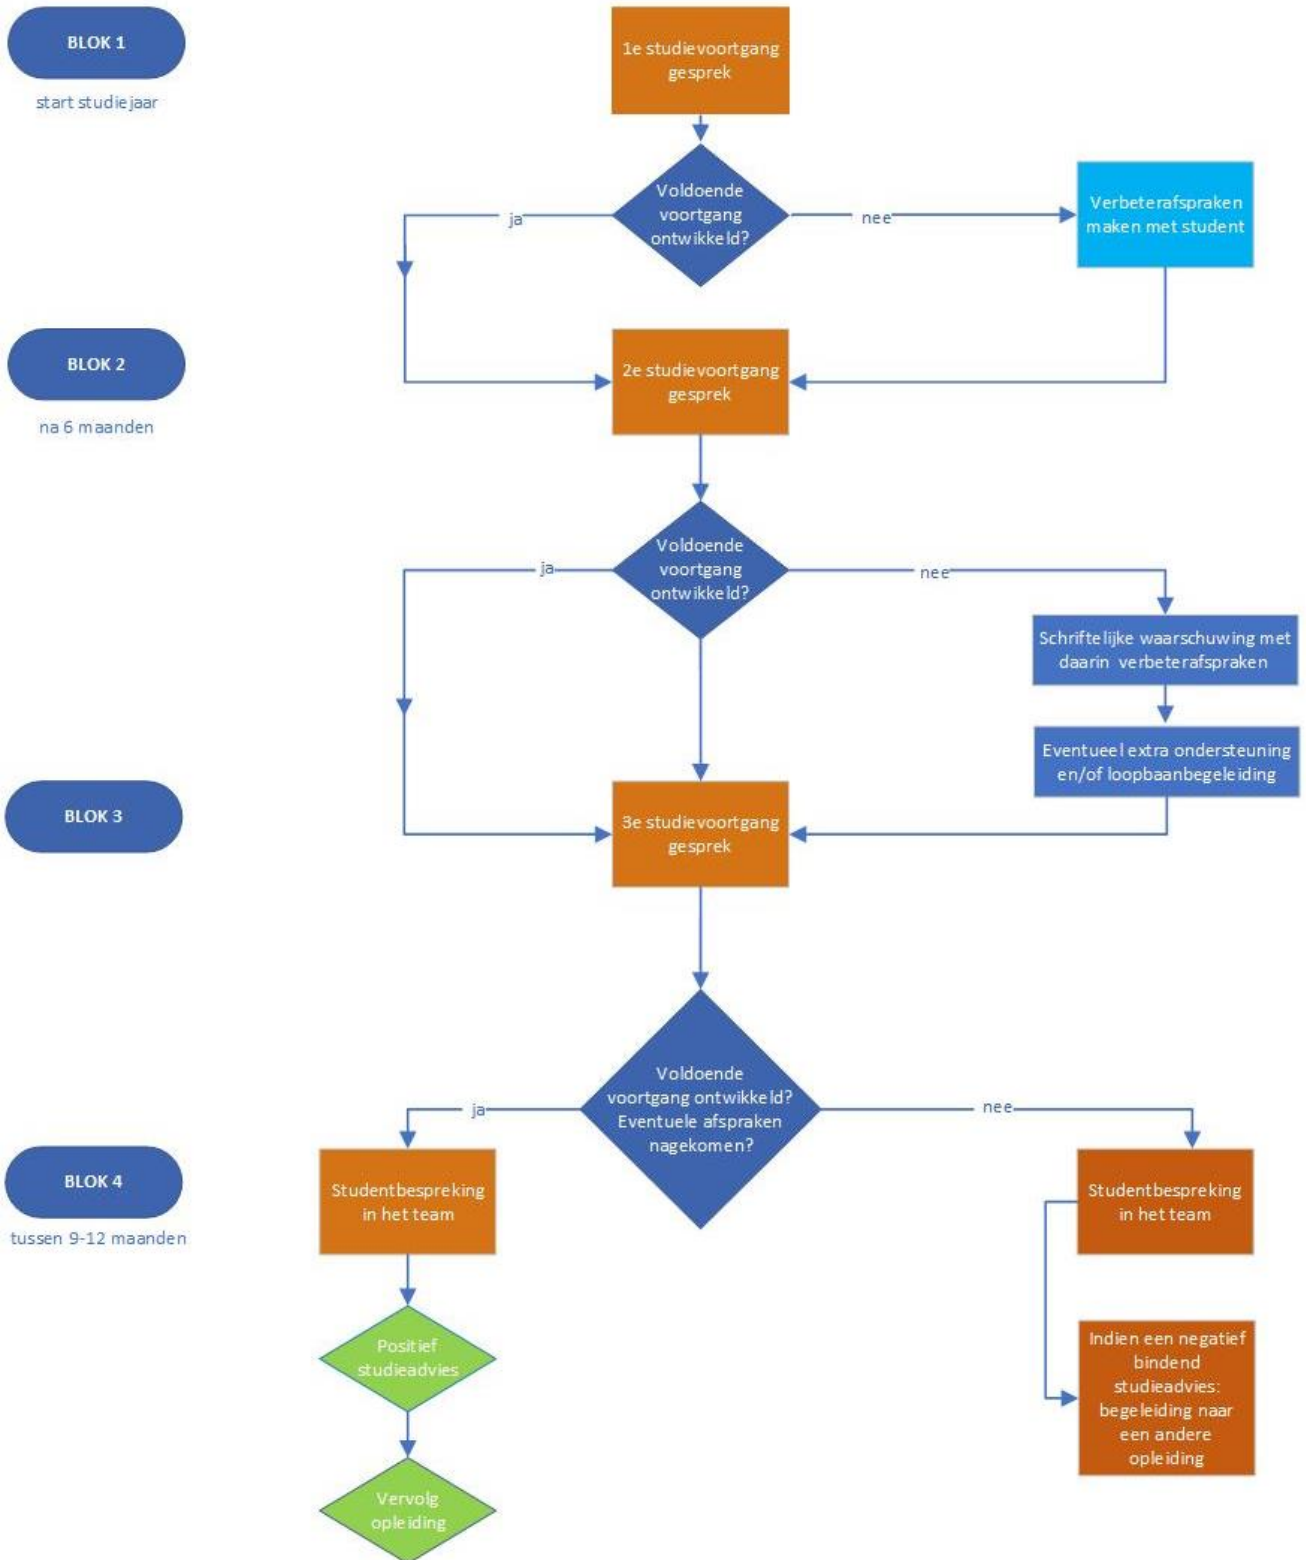 BLOK 1
start studiejaar
1e studievoortgang
gesprek
Voldoende
voortgang
ontwikkeld?
ja
nee
Verbeterafspraken
maken met student
BLOK 2
na 6 maanden
2e studievoortgang
gesprek
Voldoende
voortgang
ontwikkeld?
ja
nee
Schriftelijke waarschuwing met
daarin verbeterafspraken
Eventueel extra ondersteuning
en/of loopbaanbegeleiding
BLOK 3
3e studievoortgang
gesprek
Voldoende
voortgang ontwikkeld?
Eventuele afspraken
nagekomen?
ja
nee
BLOK 4
tussen 9-12 maanden
Studentbespreking
in het team
Studentbespreking
in het team
Positief
studieadvies
Indien een negatief
bindend
studieadvies:
begeleiding naar
een andere
opleiding
Vervolg
opleiding